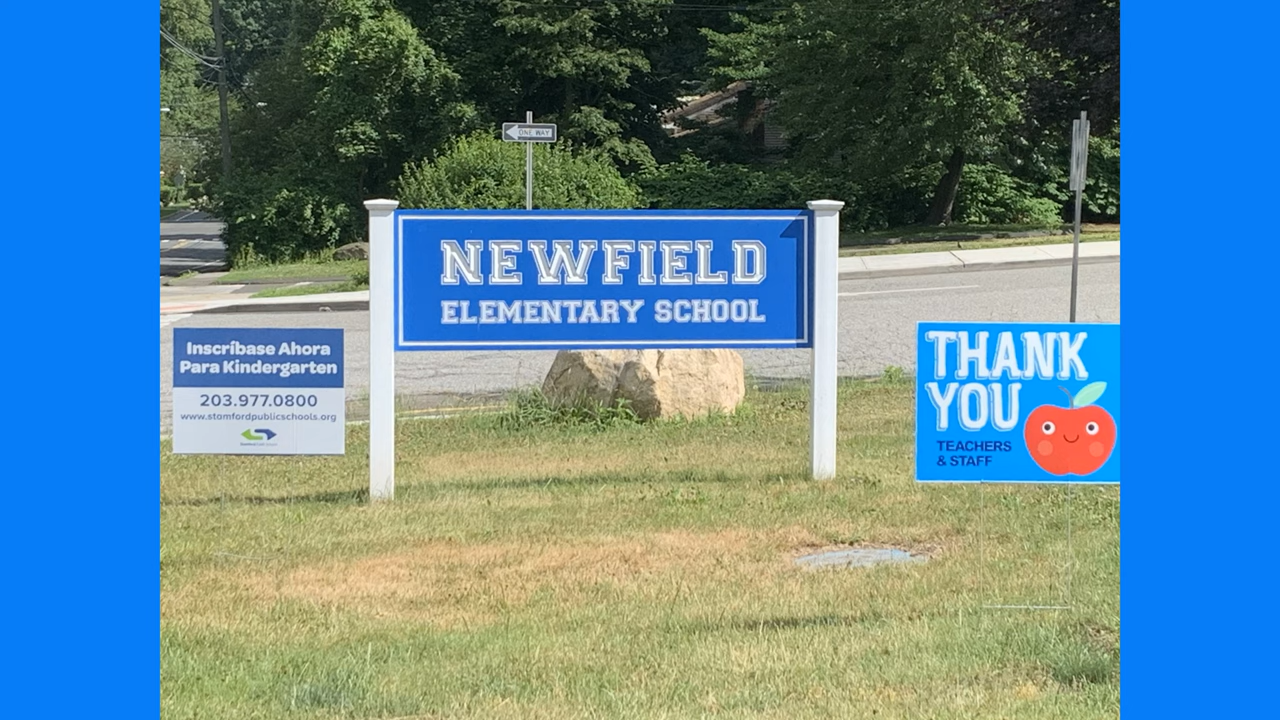 ONE WAY
NEWFIELD
ELEMENTARY SCHOOL
Inscríbase Ahora
Para Kindergarten
203.977.0800
www.stamfordpublicschools.org
THANK
YOU
TEACHERS
& STAFF